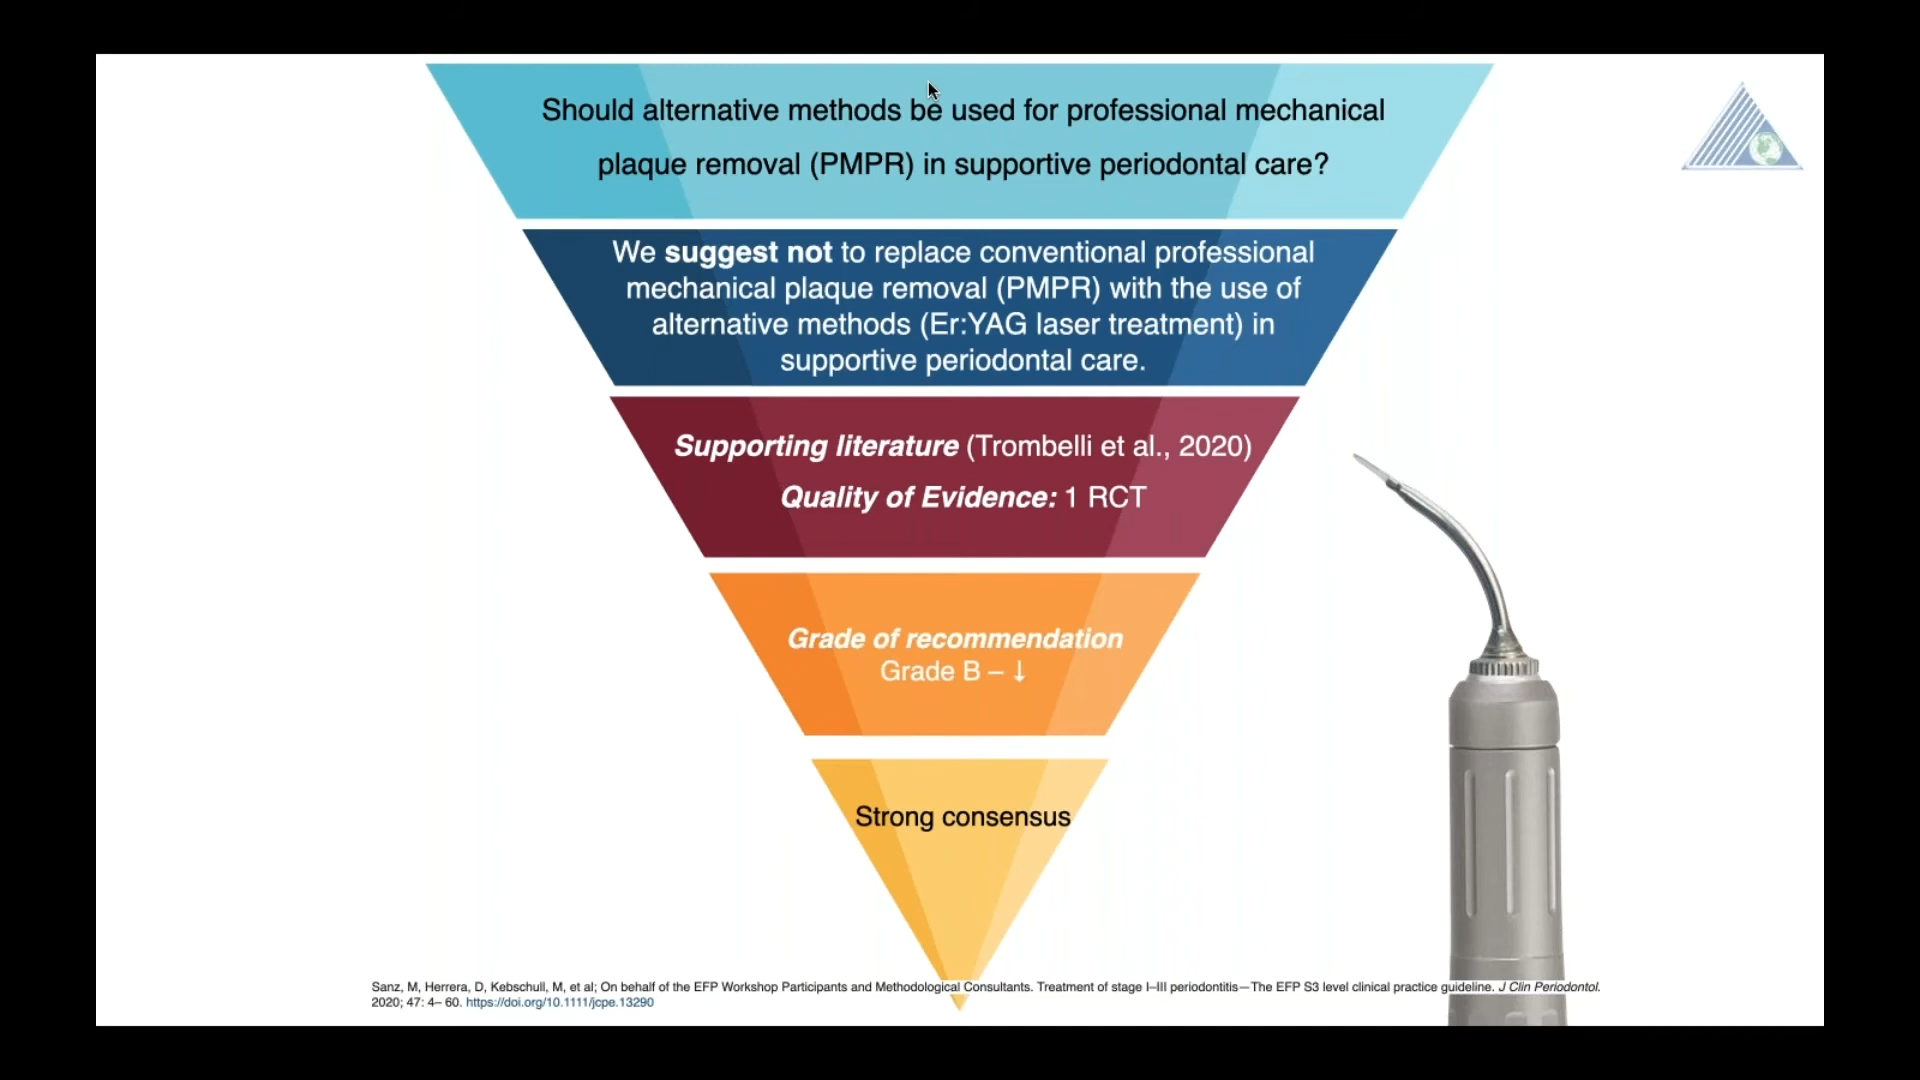 Should alternative methods be used for professional mechanical
plaque removal (PMPR) in supportive periodontal care?
We suggest not to replace conventional professional
mechanical plaque removal (PMPR) with the use of
alternative methods (Er:YAG laser treatment) in
supportive periodontal care.
Supporting literature (Trombelli et al., 2020)
Quality of Evidence: 1 RCT
Grade of recommendation
Grade B – ↓
Strong consensus
Sanz, M, Herrera, D, Kebschull, M, et al; On behalf of the EFP Workshop Participants and Methodological Consultants. Treatment of stage I–III periodontitis—The EFP S3 level clinical practice guideline. J Clin Periodontol.
2020; 47: 4– 60. https://doi.org/10.1111/jcpe.13290